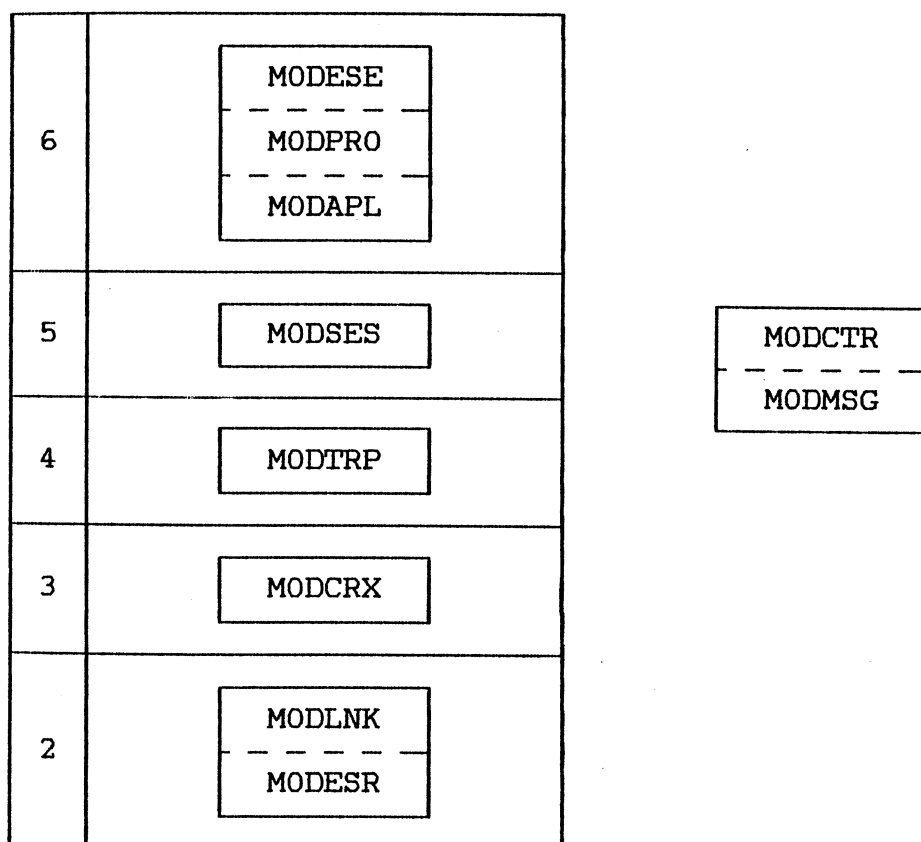 6
MODESE
MODPRO
MODAPL
5
MODSES
MODCTR
MODMSG
4
MODTRP
3
MODCRX
2
MODLNK
MODESR